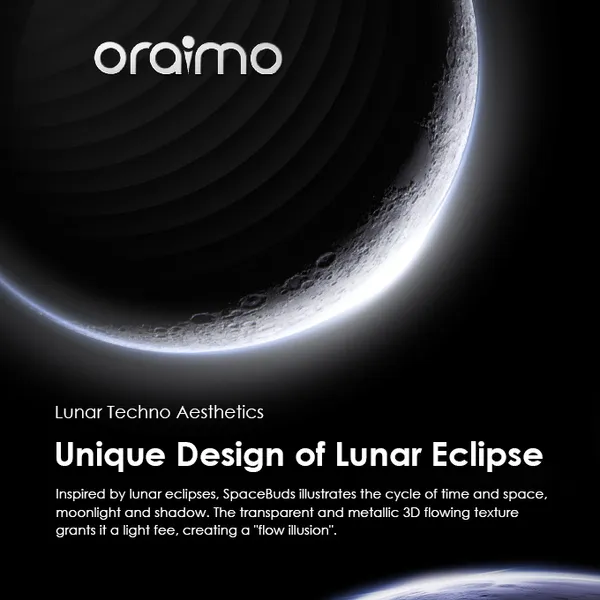 oraimo
Lunar Techno Aesthetics
Unique Design of Lunar Eclipse
Inspired by lunar eclipses, SpaceBuds illustrates the cycle of time and space,
moonlight and shadow. The transparent and metallic 3D flowing texture
grants it a light fee, creating a "flow illusion".